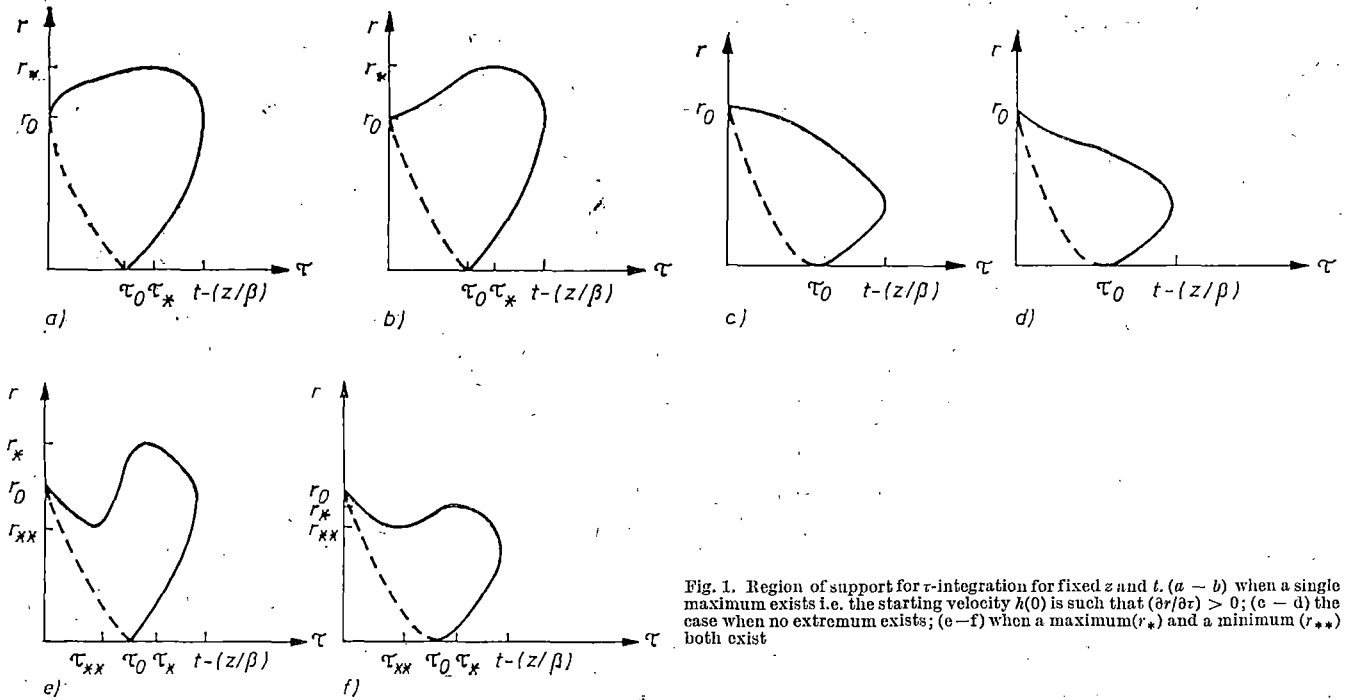 r
r*
r0
τ0 τ* t-(z/β) τ
a)
r
r*
r0
τ0 τ* t-(z/β) τ
b)
r
r0
τ0 t-(z/β) τ
c)
r
r0
τ0 t-(z/β) τ
d)
r
r*
r0
r**
τ** τ0 τ* t-(z/β) τ
e)
r
r0
r*
r**
τ** τ0 τ* t-(z/β) τ
f)
Fig. 1. Region of support for τ-integration for fixed z and t. (a − b) when a single
maximum exists i.e. the starting velocity h(0) is such that (∂r/∂τ) > 0; (c − d) the
case when no extremum exists; (e−f) when a maximum(r*) and a minimum (r**)
both exist